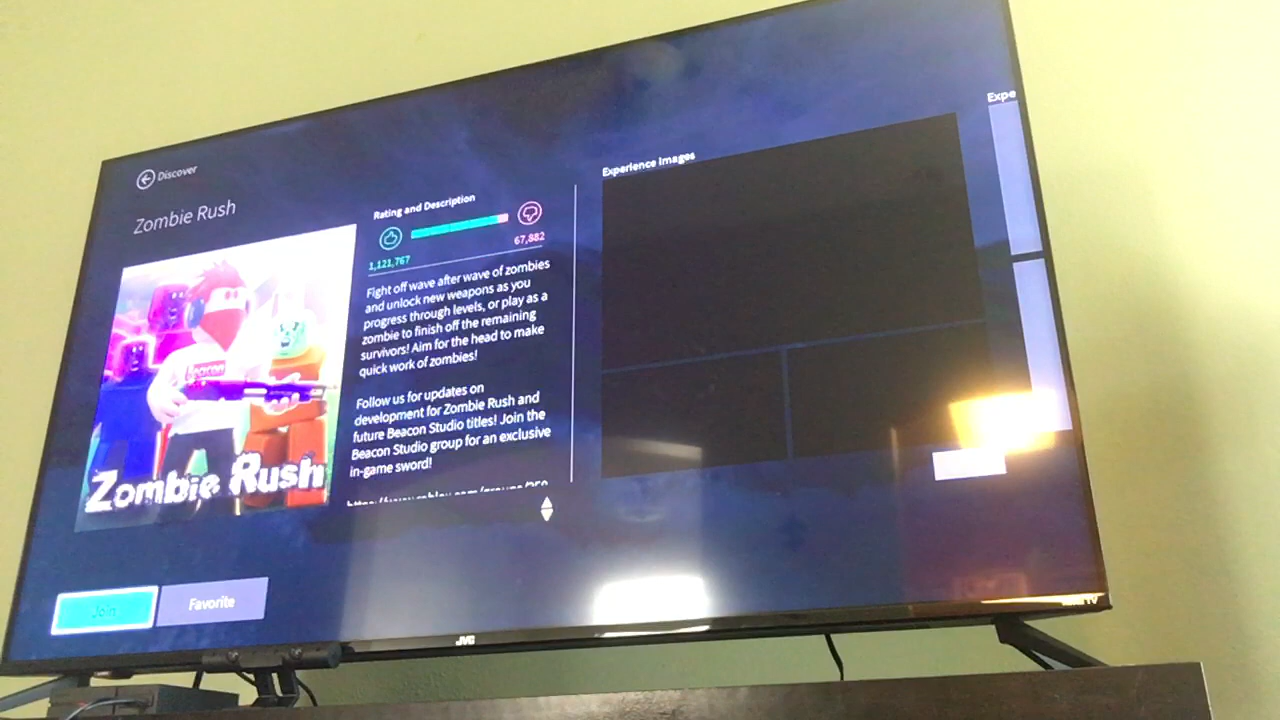 Discover
Zombie Rush
Rating and Description
1,121,767
67,882
Fight off wave after wave of zombies
and unlock new weapons as you
progress through levels, or play as a
zombie to finish off the remaining
survivors! Aim for the head to make
quick work of zombies!
Follow us for updates on
development for Zombie Rush and
future Beacon Studio titles! Join the
Beacon Studio group for an exclusive
in-game sword!
Experience Images
Expe
Beacon
Zombie Rush
Join
Favorite
JVC